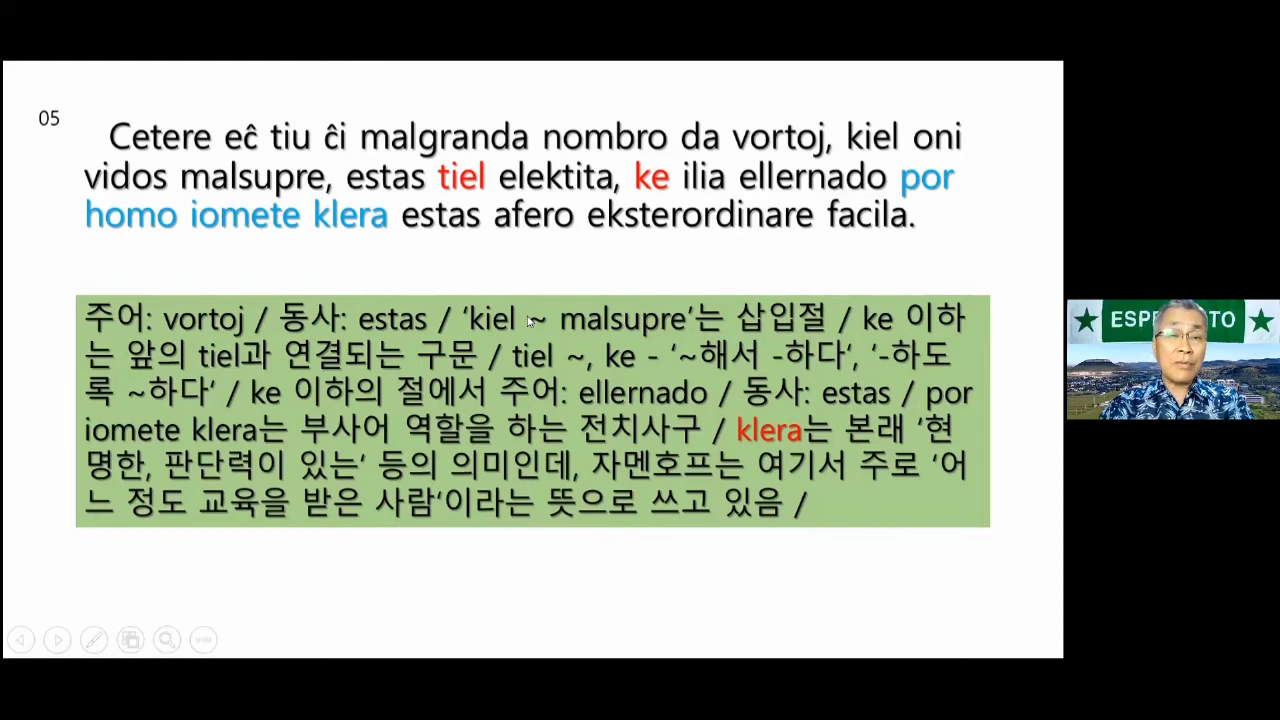 05
Cetere eĉ tiu ĉi malgranda nombro da vortoj, kiel oni
vidos malsupre, estas tiel elektita, ke ilia ellernado por
homo iomete klera estas afero eksterordinare facila.
주어: vortoj / 동사: estas / ‘kiel ~ malsupre’는 삽입절 / ke 이하
는 앞의 tiel과 연결되는 구문 / tiel ~, ke - ‘~해서 -하다‘, ‘-하도
록 ~하다‘ / ke 이하의 절에서 주어: ellernado / 동사: estas / por
iomete klera는 부사어 역할을 하는 전치사구 / klera는 본래 ‘현
명한, 판단력이 있는‘ 등의 의미인데, 자멘호프는 여기서 주로 ‘어
느 정도 교육을 받은 사람‘이라는 뜻으로 쓰고 있음 /